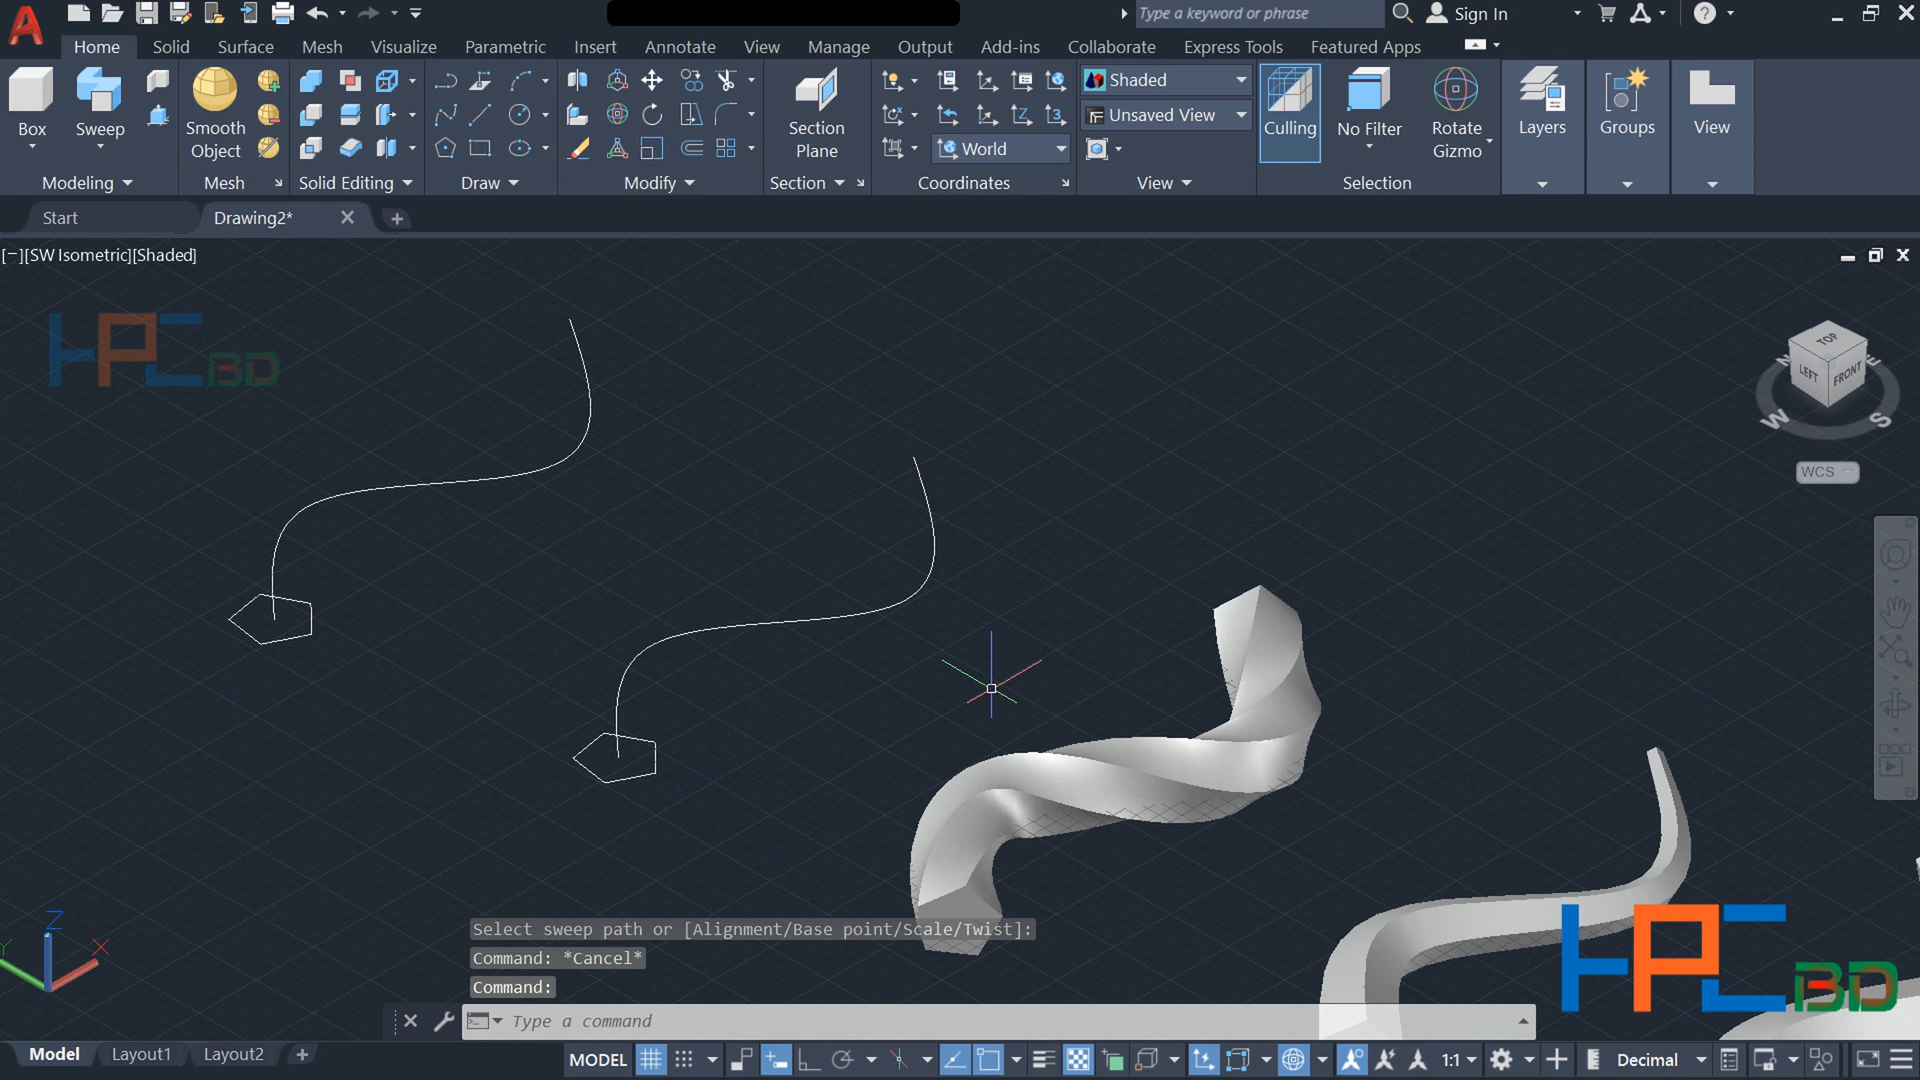 Type a keyword or phrase
Sign In
Home Solid Surface Mesh Visualize Parametric Insert Annotate View Manage Output Add-ins Collaborate Express Tools Featured Apps
Box
Sweep
Smooth
Object
Section
Plane
World
Shaded
Unsaved View
Culling
No Filter
Rotate
Gizmo
Layers
Groups
View
Modeling
Mesh
Solid Editing
Draw
Modify
Section
Coordinates
View
Selection
Start
Drawing2*
[−][SW Isometric][Shaded]
HPC BD
TOP
LEFT
FRONT
N
E
W
S
WCS
Z
Y
X
Select sweep path or [Alignment/Base point/Scale/Twist]:
Command: *Cancel*
Command:
Type a command
HPC BD
Model
Layout1
Layout2
MODEL
1:1
Decimal